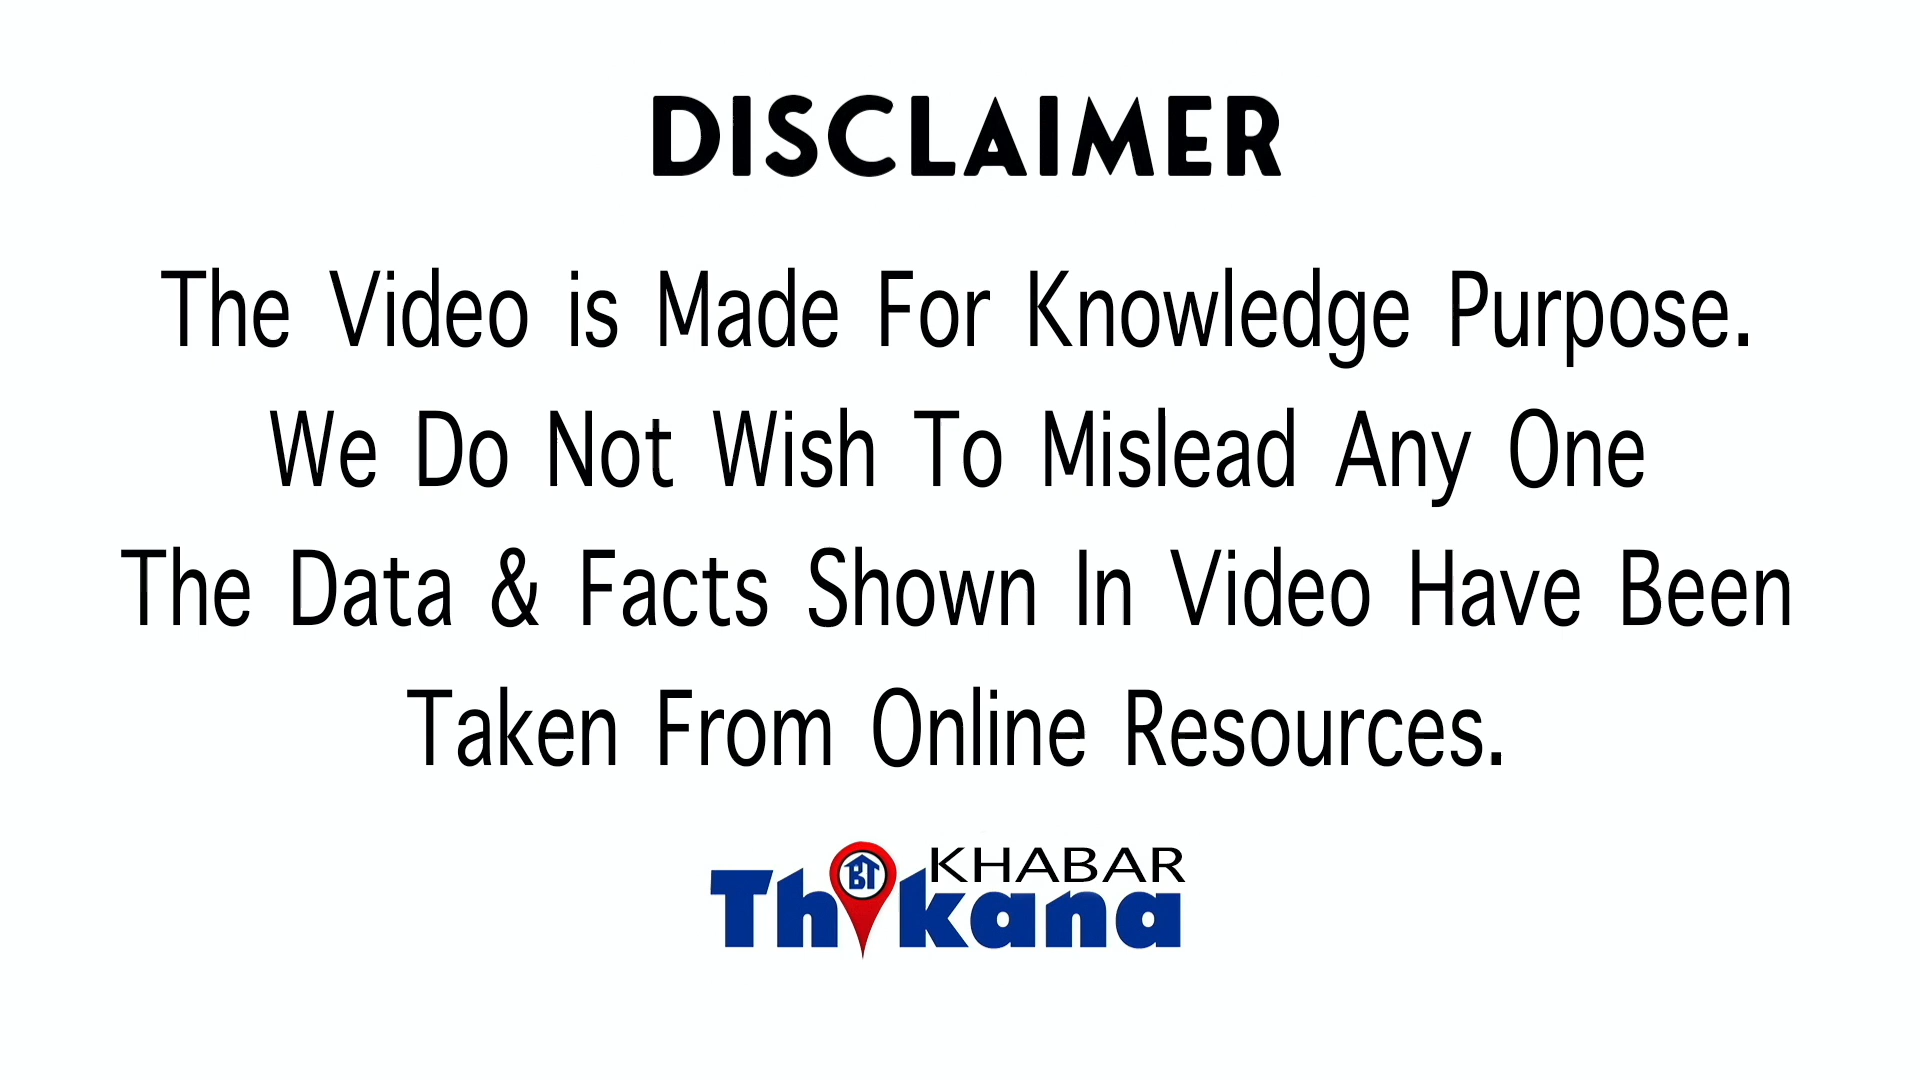 DISCLAIMER
The Video is Made For Knowledge Purpose.
We Do Not Wish To Mislead Any One
The Data & Facts Shown In Video Have Been
Taken From Online Resources.
KHABAR
BT
Thikana